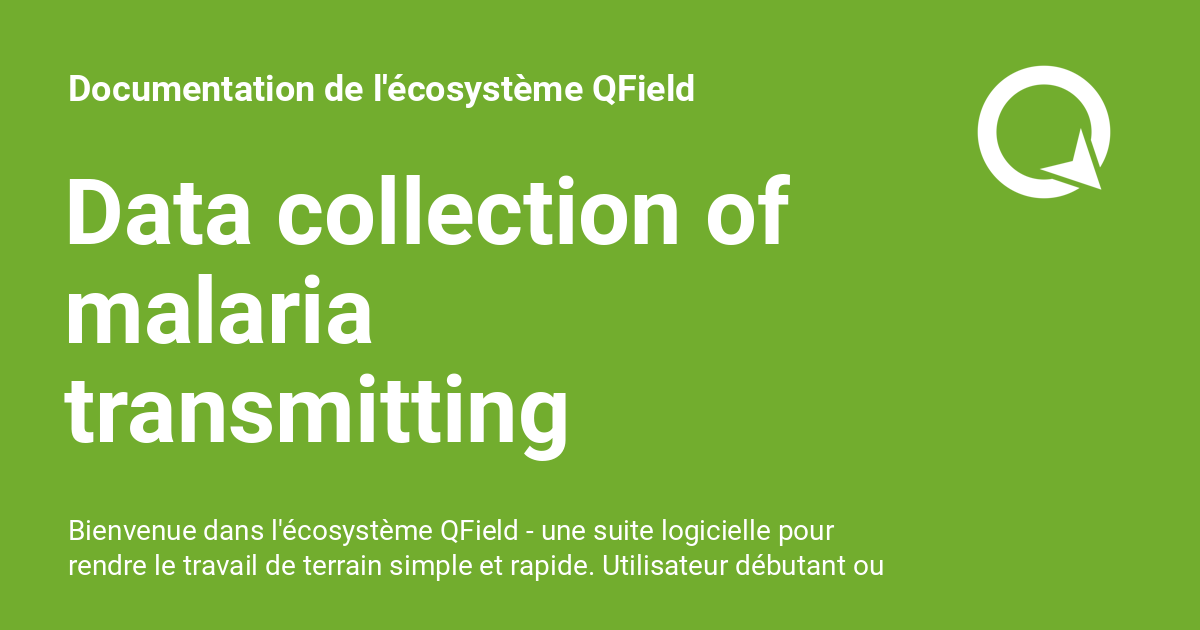 Documentation de l'écosystème QField
Data collection of
malaria
transmitting
Bienvenue dans l'écosystème QField - une suite logicielle pour
rendre le travail de terrain simple et rapide. Utilisateur débutant ou